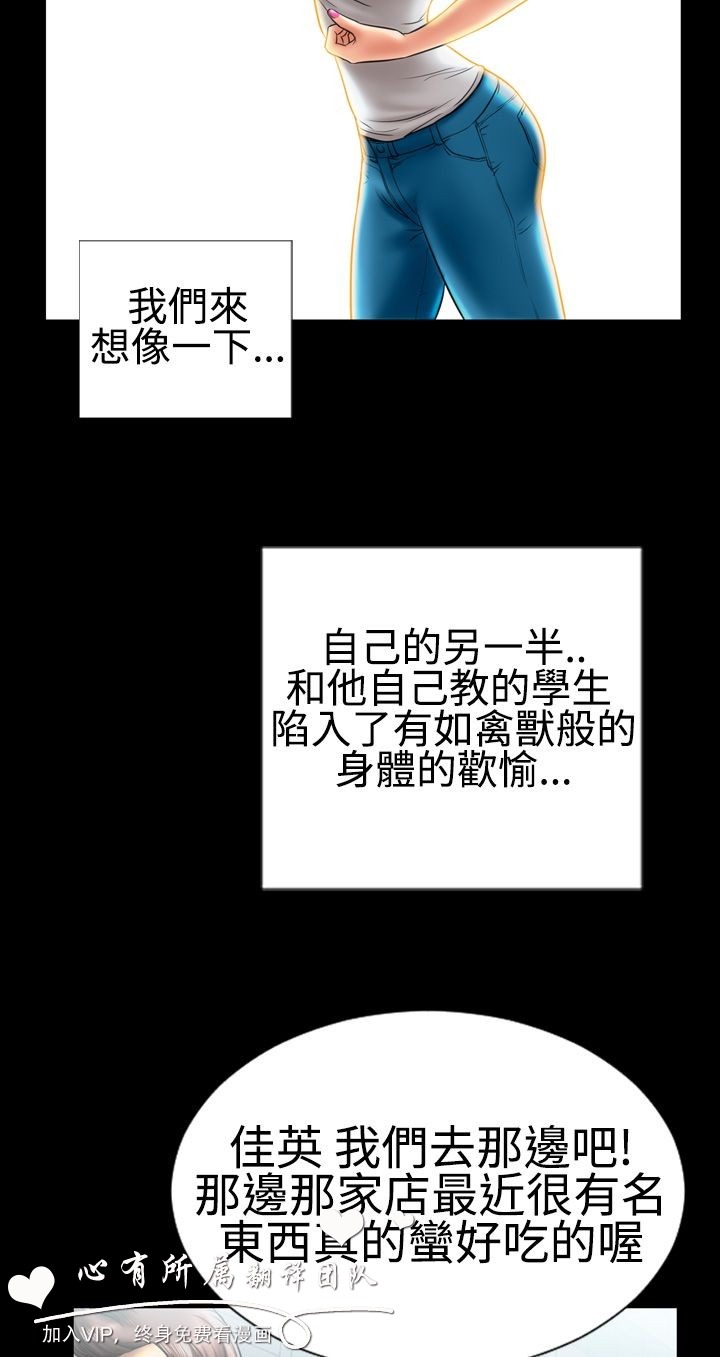 我們來
想像一下...
自己的另一半..
和他自己教的學生
陷入了有如禽獸般的
身體的歡愉...
佳英 我們去那邊吧!
那邊那家店最近很有名
東西真的蠻好吃的喔
心有所属翻译团队
加入VIP，终身免费看漫画